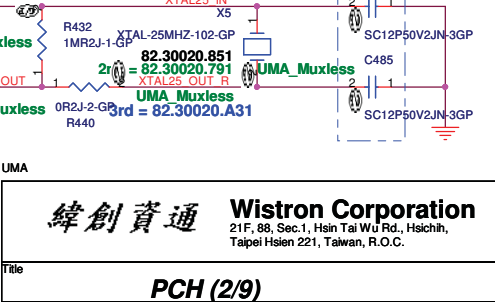 XTAL25_IN
X5
R432
XTAL-25MHZ-102-GP
1MR2J-1-GP
SC12P50V2JN-3GP
82.30020.851
= 82.30020.791
UMA_Muxless
C485
OUT
XTAL25_OUT_R
1
1
2
UMA_Muxless
0R2J-2-GP
3rd = 82.30020.A31
SC12P50V2JN-3GP
R440
UMA
緯創資通
Wistron Corporation
21F, 88, Sec.1, Hsin Tai Wu Rd., Hsichih,
Taipei Hsien 221, Taiwan, R.O.C.
Title
PCH (2/9)